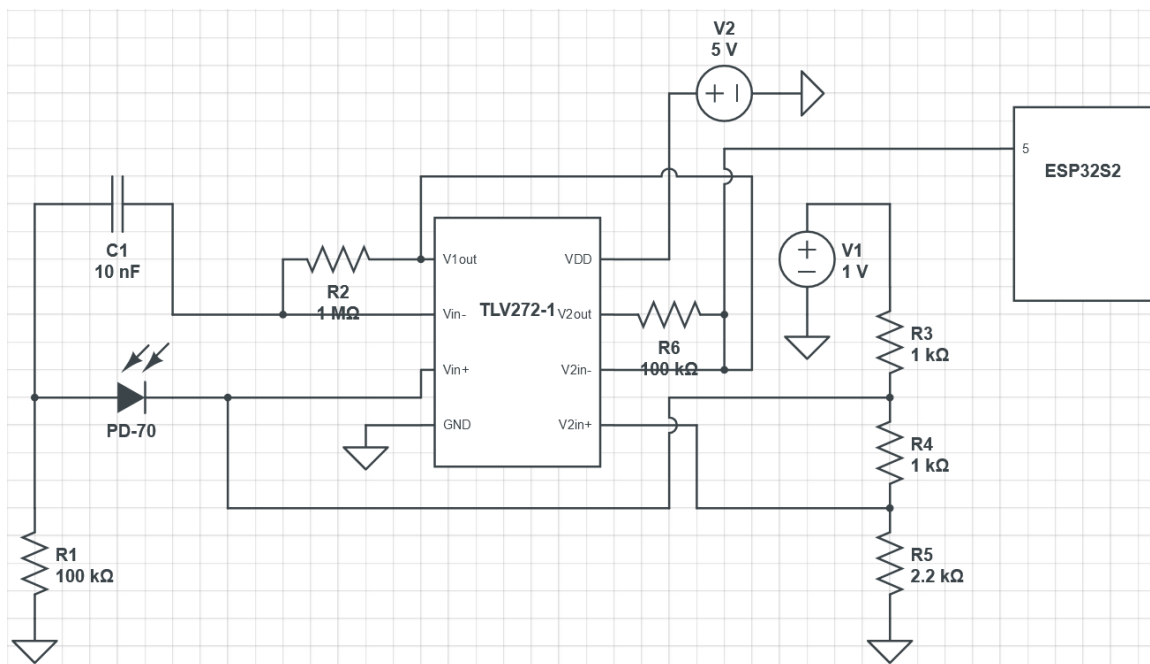 V2
5 V
5
ESP32S2
C1
10 nF
V1
1 V
R2
1 MΩ
V1out
VDD
TLV272-1
Vin-
V2out
R6
100 kΩ
R3
1 kΩ
Vin+
V2in-
PD-70
GND
V2in+
R4
1 kΩ
R1
100 kΩ
R5
2.2 kΩ